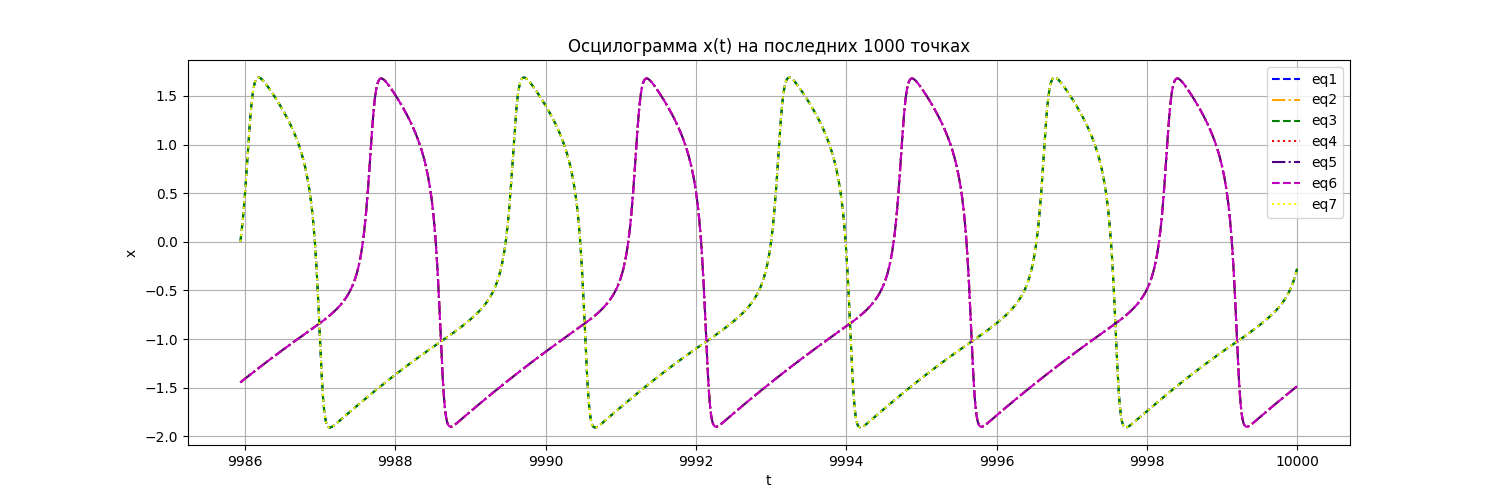 Осцилограмма x(t) на последних 1000 точках
x
1.5
1.0
0.5
0.0
−0.5
−1.0
−1.5
−2.0
9986
9988
9990
9992
9994
9996
9998
10000
t
eq1
eq2
eq3
eq4
eq5
eq6
eq7